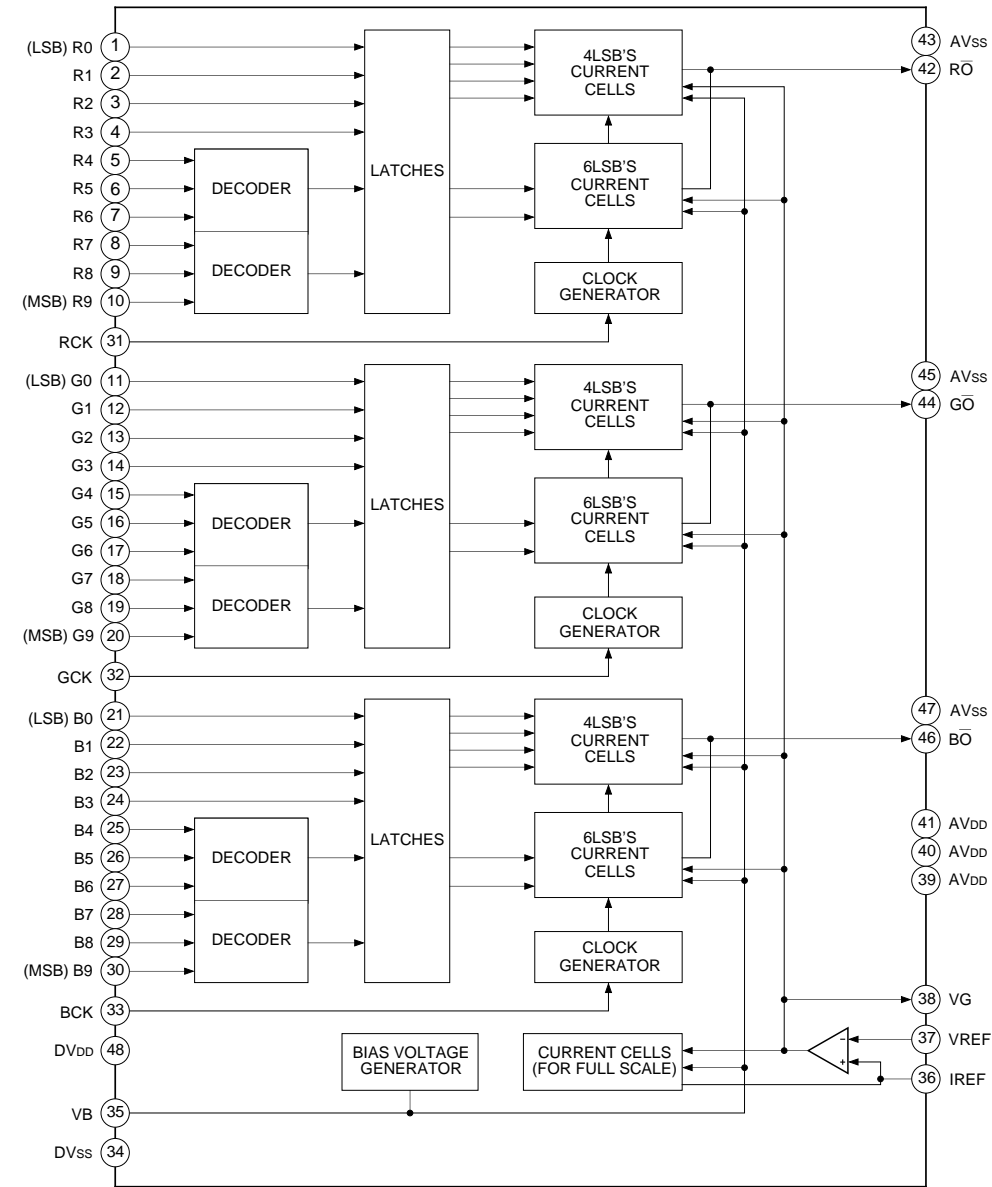 (LSB) R0 1
R1 2
R2 3
R3 4
R4 5
R5 6
R6 7
R7 8
R8 9
(MSB) R9 10
RCK 31
DECODER
DECODER
LATCHES
4LSB'S
CURRENT
CELLS
6LSB'S
CURRENT
CELLS
CLOCK
GENERATOR
43 AVSS
42 RO̅
(LSB) G0 11
G1 12
G2 13
G3 14
G4 15
G5 16
G6 17
G7 18
G8 19
(MSB) G9 20
GCK 32
DECODER
DECODER
LATCHES
4LSB'S
CURRENT
CELLS
6LSB'S
CURRENT
CELLS
CLOCK
GENERATOR
45 AVSS
44 GO̅
(LSB) B0 21
B1 22
B2 23
B3 24
B4 25
B5 26
B6 27
B7 28
B8 29
(MSB) B9 30
BCK 33
DECODER
DECODER
LATCHES
4LSB'S
CURRENT
CELLS
6LSB'S
CURRENT
CELLS
CLOCK
GENERATOR
47 AVSS
46 BO̅
41 AVDD
40 AVDD
39 AVDD
DVDD 48
VB 35
DVSS 34
BIAS VOLTAGE
GENERATOR
CURRENT CELLS
(FOR FULL SCALE)
-
+
38 VG
37 VREF
36 IREF